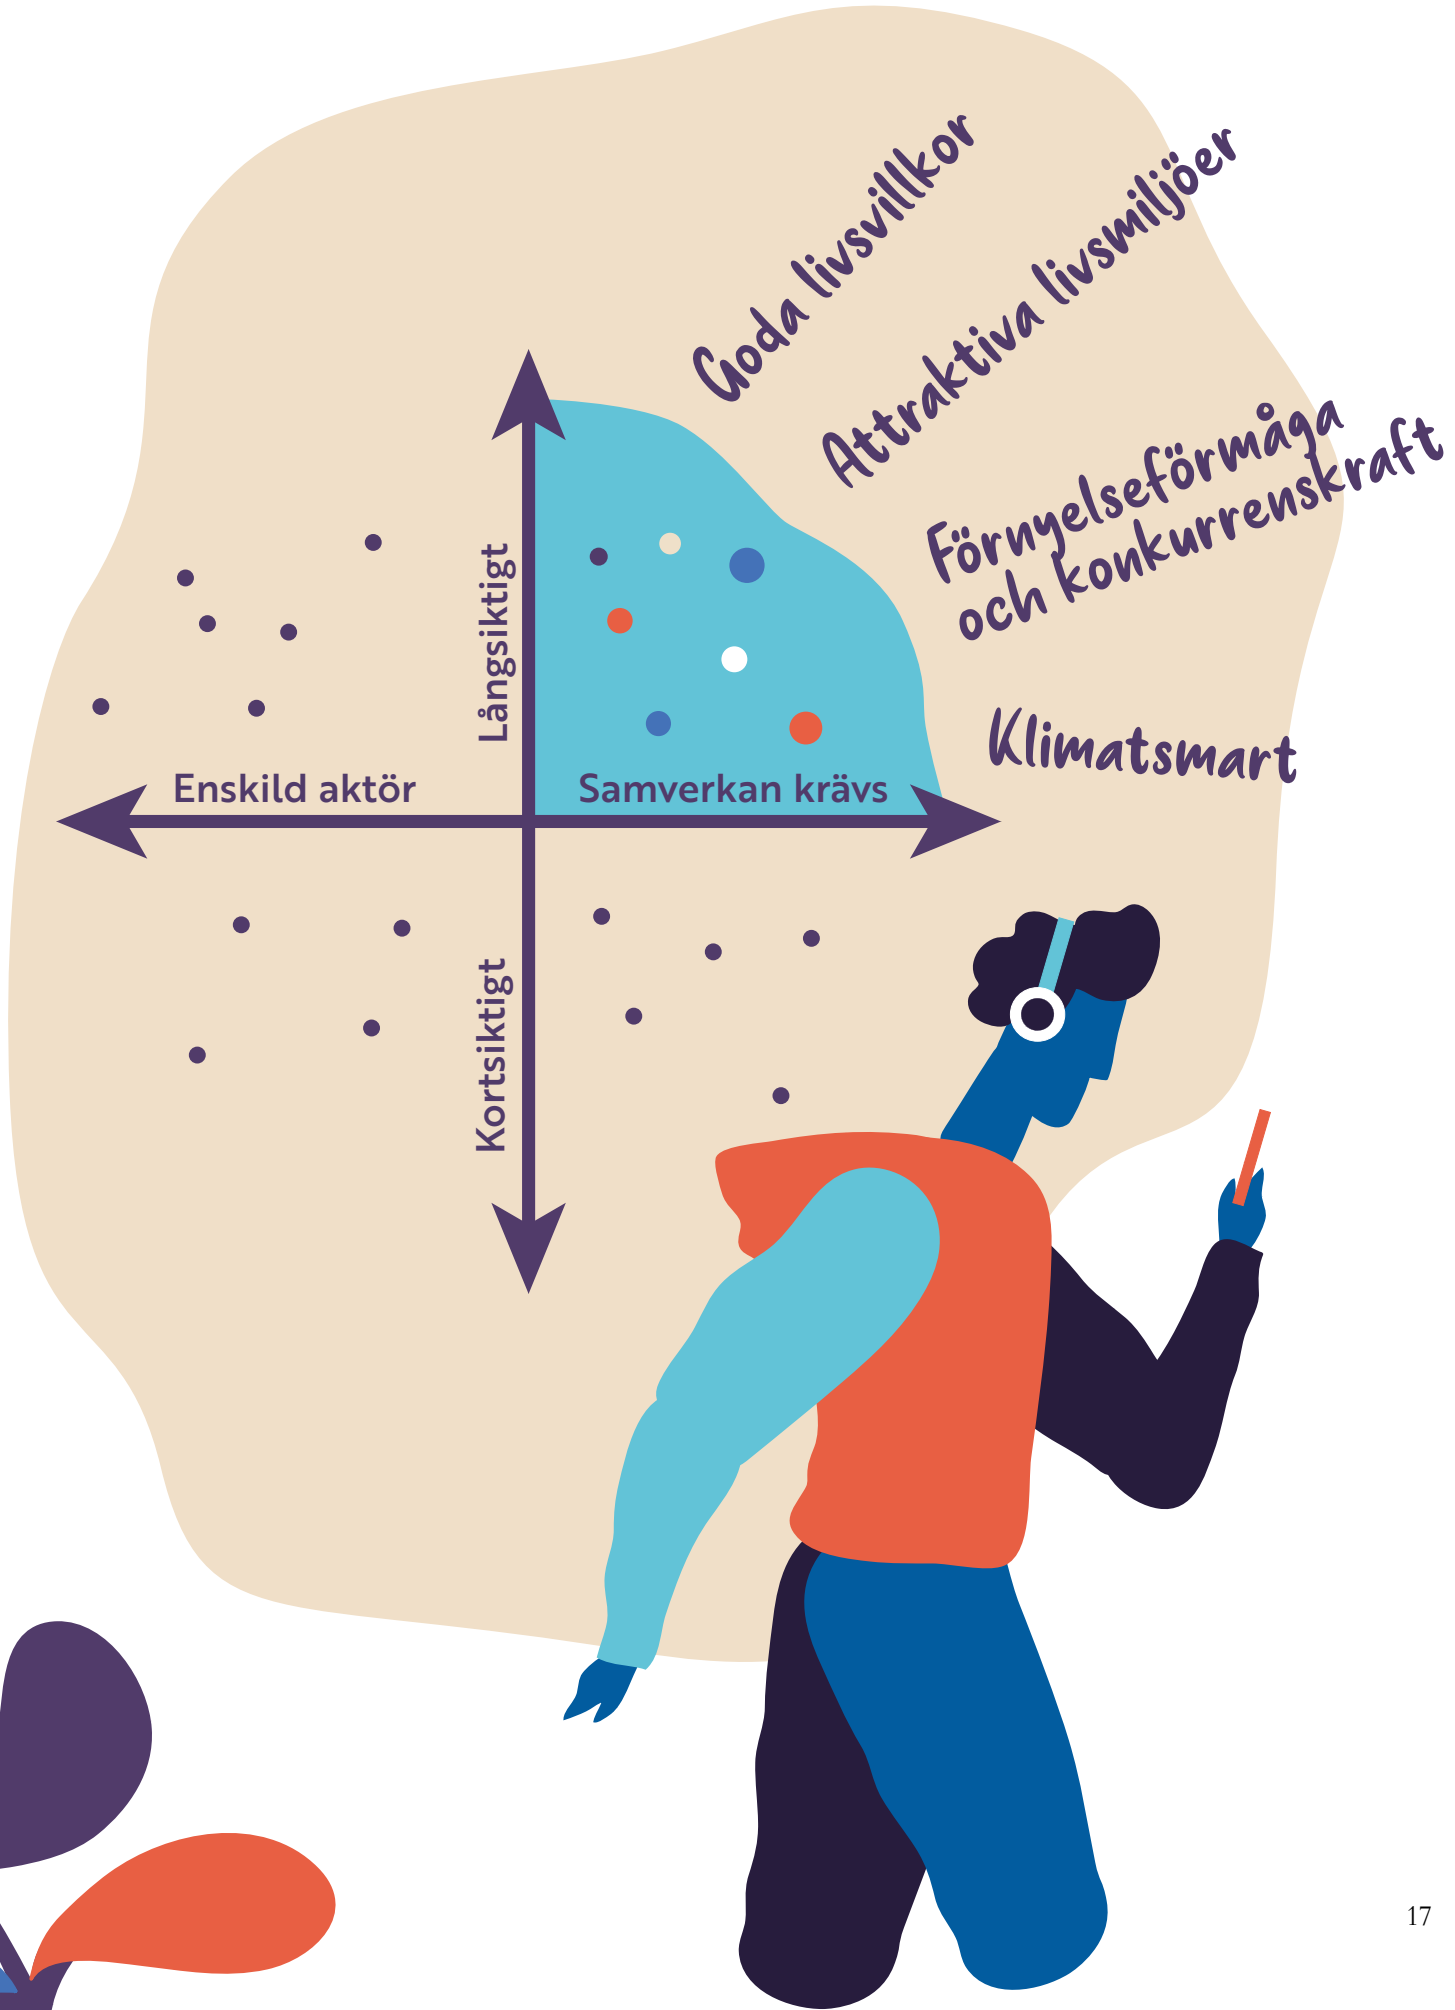 Goda livsvillkor
Attraktiva livsmiljöer
Förnyelseförmåga
och konkurrenskraft
Klimatsmart
Långsiktigt
Enskild aktör
Samverkan krävs
Kortsiktigt
17